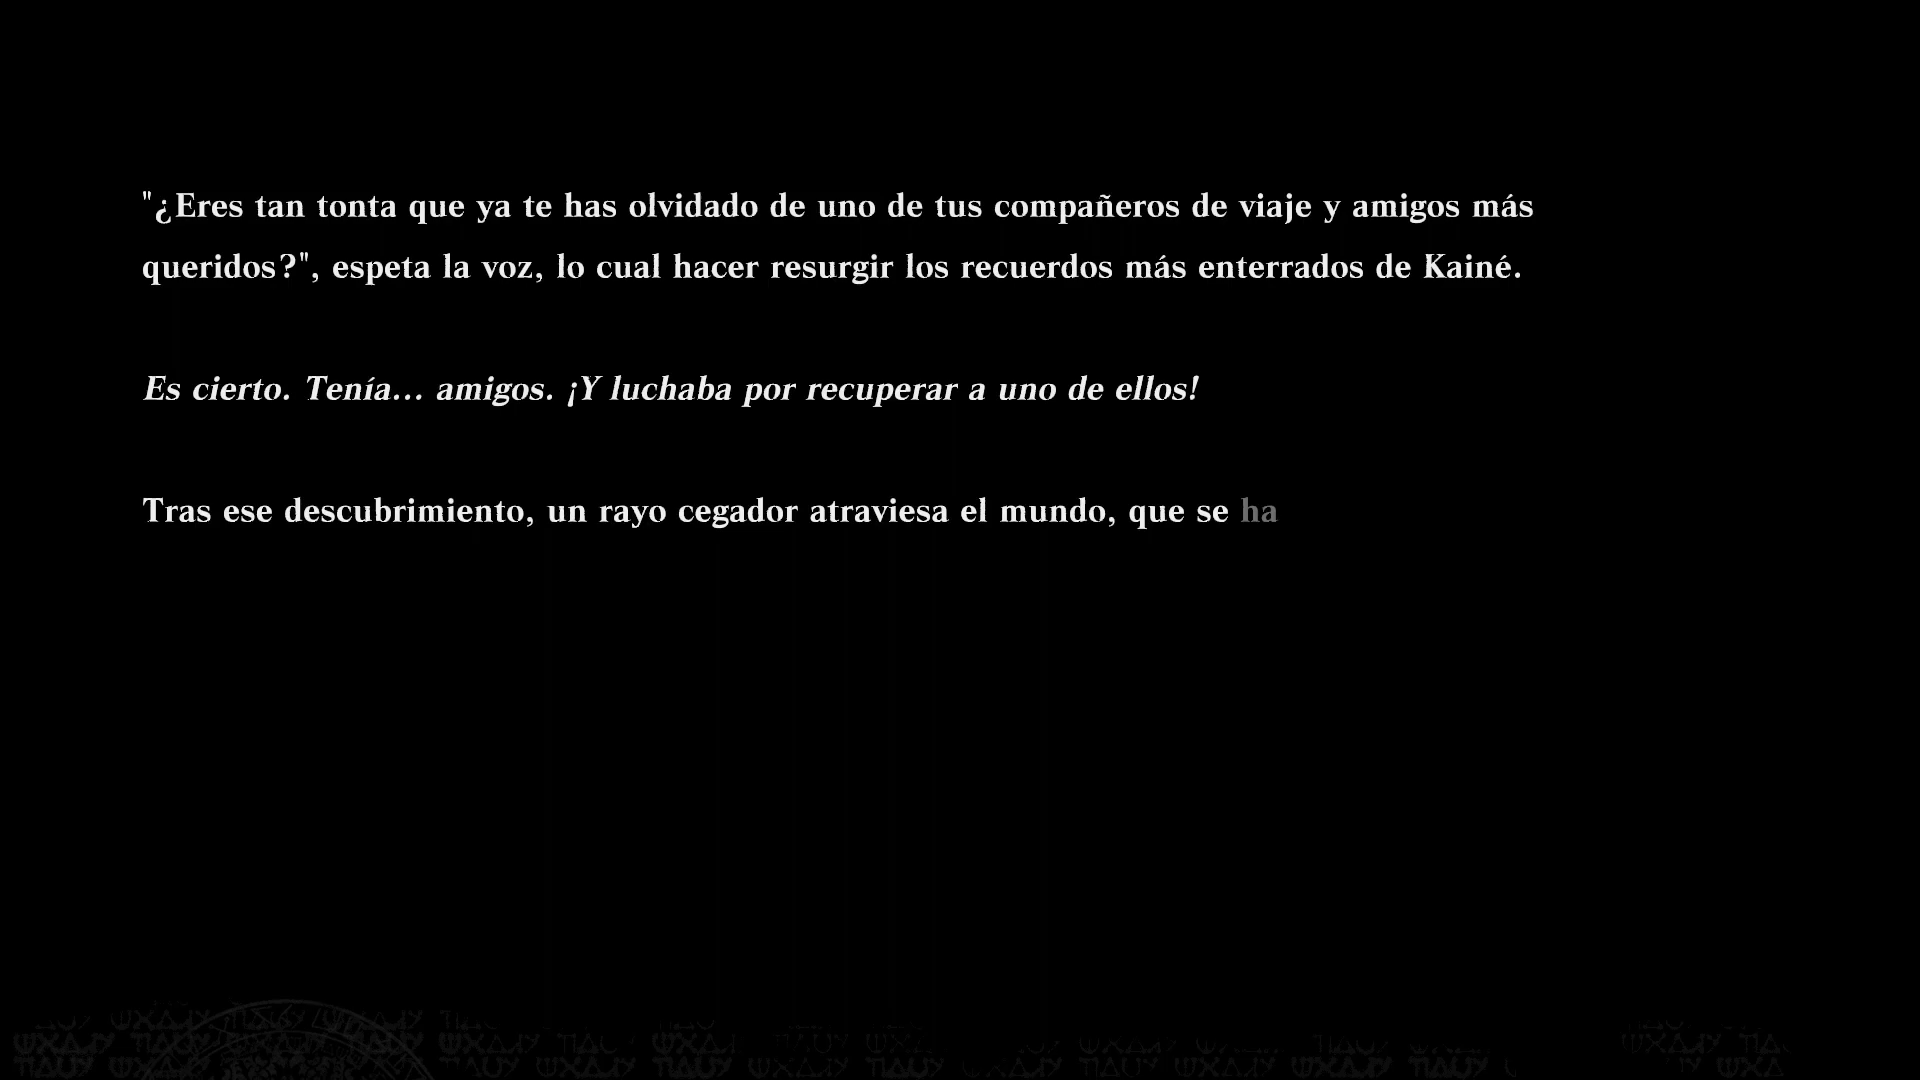 "¿Eres tan tonta que ya te has olvidado de uno de tus compañeros de viaje y amigos más
queridos?", espeta la voz, lo cual hacer resurgir los recuerdos más enterrados de Kainé.
Es cierto. Tenía... amigos. ¡Y luchaba por recuperar a uno de ellos!
Tras ese descubrimiento, un rayo cegador atraviesa el mundo, que se ha